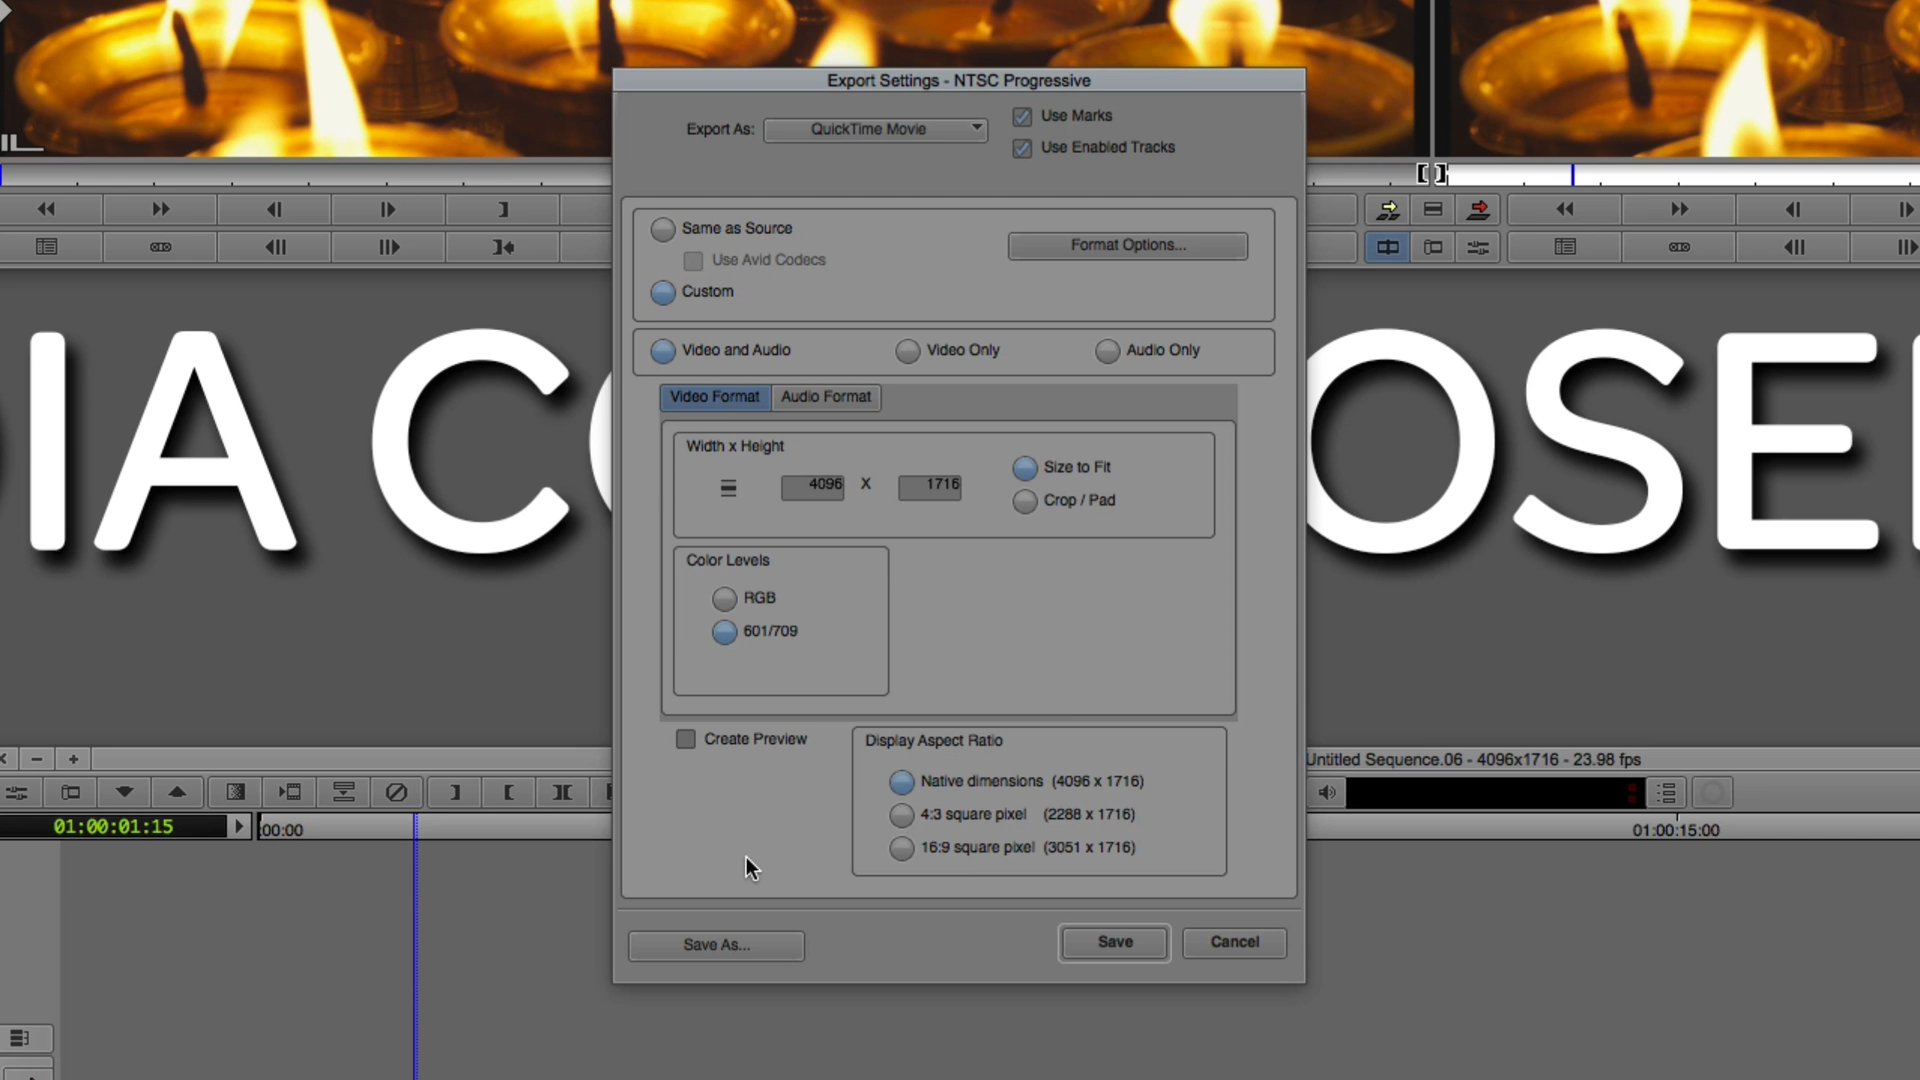 Export Settings - NTSC Progressive
Export As: QuickTime Movie
Use Marks
Use Enabled Tracks
Same as Source
Use Avid Codecs
Format Options...
Custom
Video and Audio Video Only Audio Only
Video Format Audio Format
Width x Height
4096 X 1716
Size to Fit
Crop / Pad
Color Levels
RGB
601/709
Create Preview
Display Aspect Ratio
Native dimensions (4096 x 1716)
4:3 square pixel (2288 x 1716)
16:9 square pixel (3051 x 1716)
Save As... Save Cancel
IA C OSE
Untitled Sequence.06 - 4096x1716 - 23.98 fps
01:00:01:15 :00:00 01:00:15:00